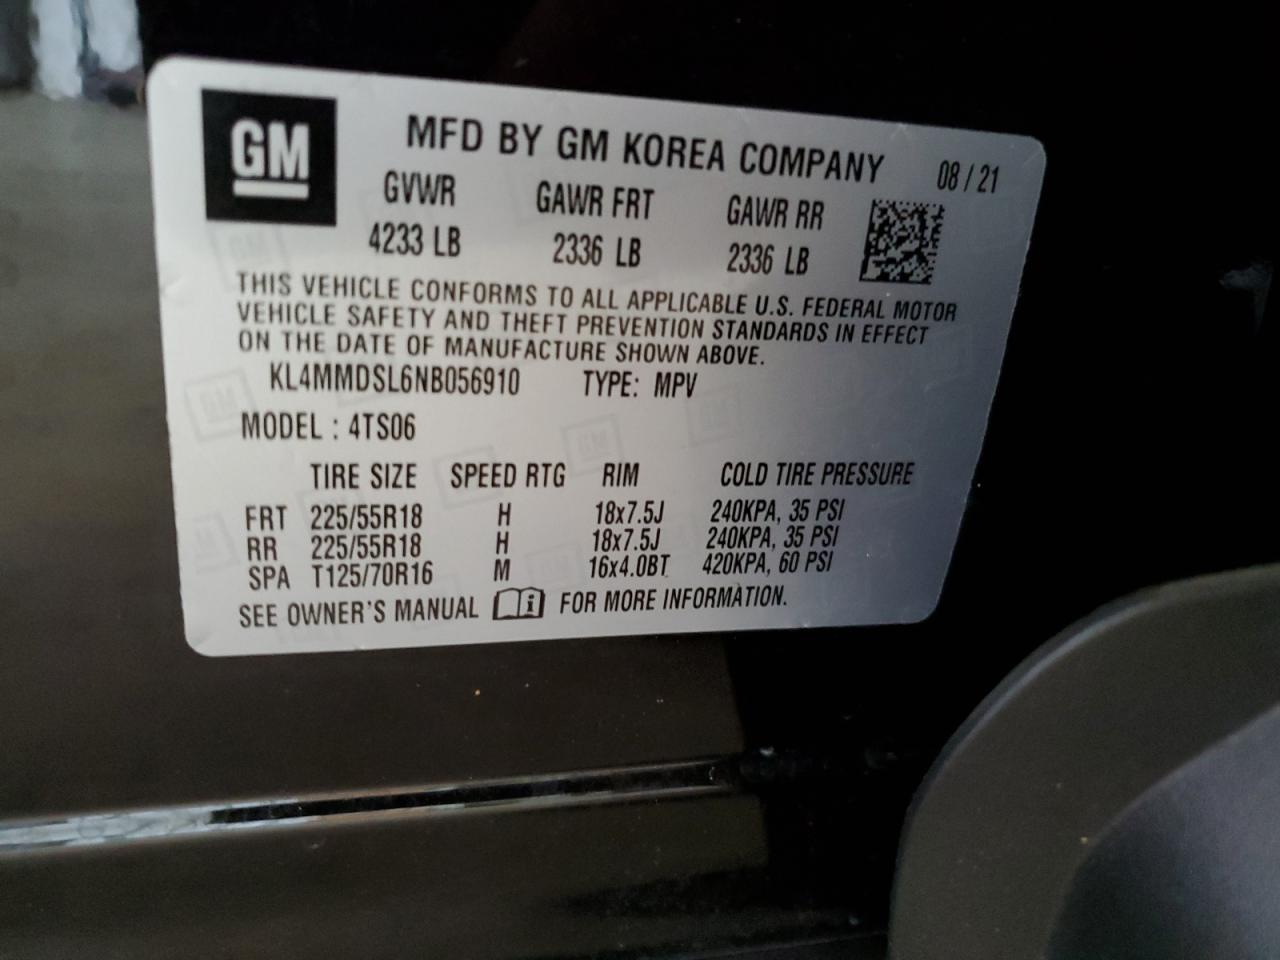 GM
MFD BY GM KOREA COMPANY 08 / 21
GVWR GAWR FRT GAWR RR
4233 LB 2336 LB 2336 LB
THIS VEHICLE CONFORMS TO ALL APPLICABLE U.S. FEDERAL MOTOR
VEHICLE SAFETY AND THEFT PREVENTION STANDARDS IN EFFECT
ON THE DATE OF MANUFACTURE SHOWN ABOVE.
KL4MMDSL6NB056910 TYPE: MPV
MODEL : 4TS06
TIRE SIZE SPEED RTG RIM COLD TIRE PRESSURE
FRT 225/55R18 H 18x7.5J 240KPA, 35 PSI
RR 225/55R18 H 18x7.5J 240KPA, 35 PSI
SPA T125/70R16 M 16x4.0BT 420KPA, 60 PSI
SEE OWNER'S MANUAL i FOR MORE INFORMATION.